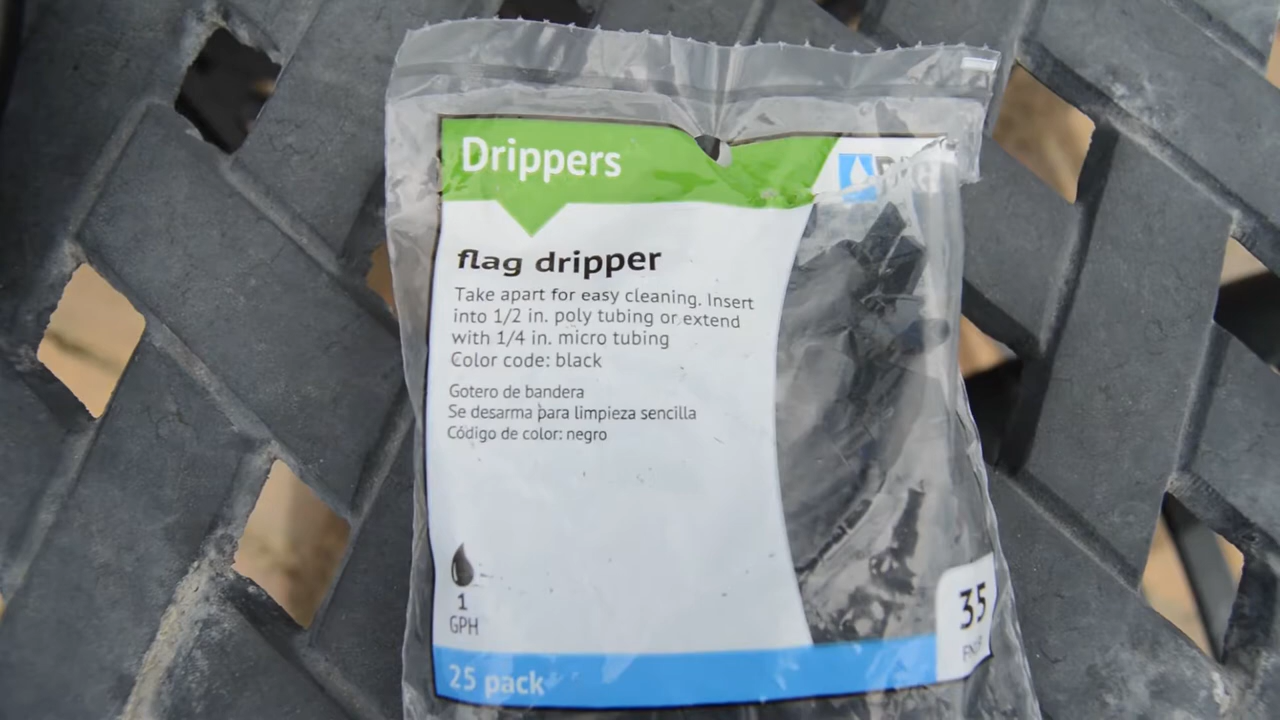 Drippers
flag dripper
Take apart for easy cleaning. Insert
into 1/2 in. poly tubing or extend
with 1/4 in. micro tubing
Color code: black
Gotero de bandera
Se desarma para limpieza sencilla
Código de color: negro
1
GPH
35
25 pack